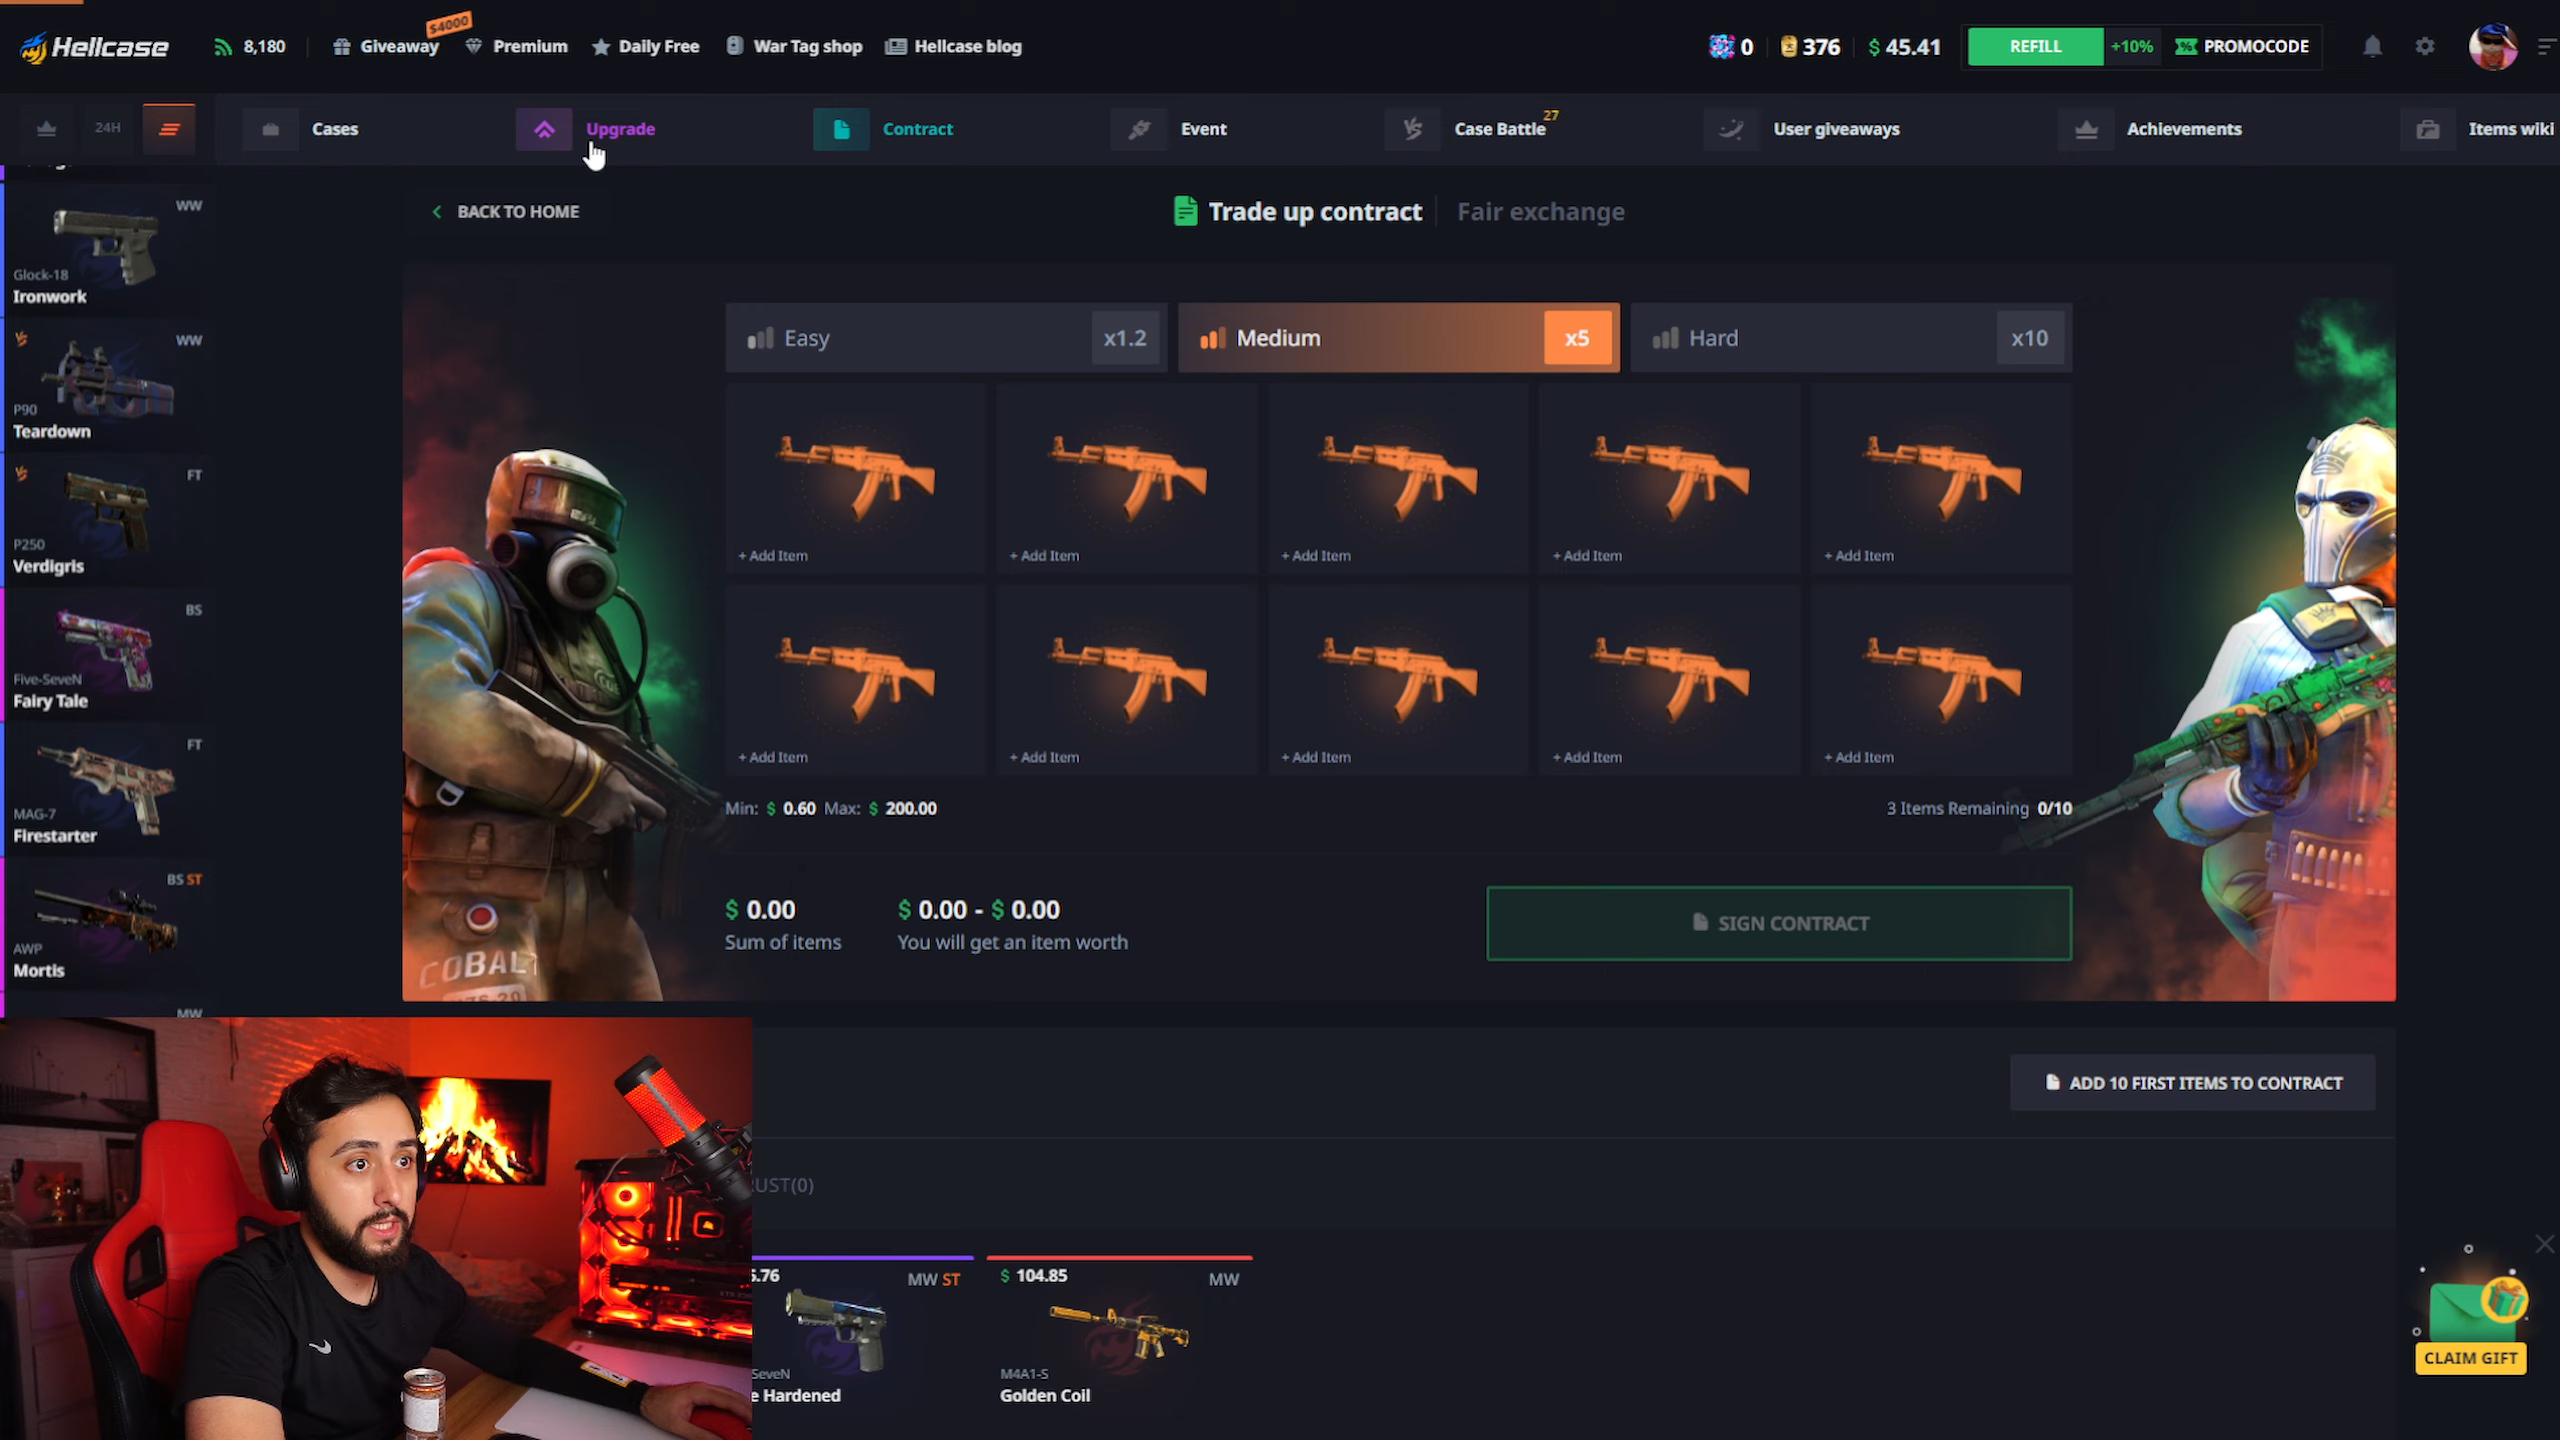 Hellcase
8,180
Giveaway
$4000
Premium
Daily Free
War Tag shop
Hellcase blog
0
376
$ 45.41
REFILL
+10%
PROMOCODE
24H
Cases
Upgrade
Contract
Event
Case Battle
27
User giveaways
Achievements
Items wiki
BACK TO HOME
Trade up contract
Fair exchange
WW
Glock-18
Ironwork
WW
P90
Teardown
FT
P250
Verdigris
BS
Five-SeveN
Fairy Tale
FT
MAG-7
Firestarter
BS ST
AWP
Mortis
MW
Easy
x1.2
Medium
x5
Hard
x10
+ Add Item
+ Add Item
+ Add Item
+ Add Item
+ Add Item
+ Add Item
+ Add Item
+ Add Item
+ Add Item
+ Add Item
Min: $ 0.60 Max: $ 200.00
3 Items Remaining 0/10
$ 0.00
Sum of items
$ 0.00 - $ 0.00
You will get an item worth
SIGN CONTRACT
COBAL
ADD 10 FIRST ITEMS TO CONTRACT
UST(0)
.76
MW ST
SeveN
e Hardened
$ 104.85
MW
M4A1-S
Golden Coil
CLAIM GIFT